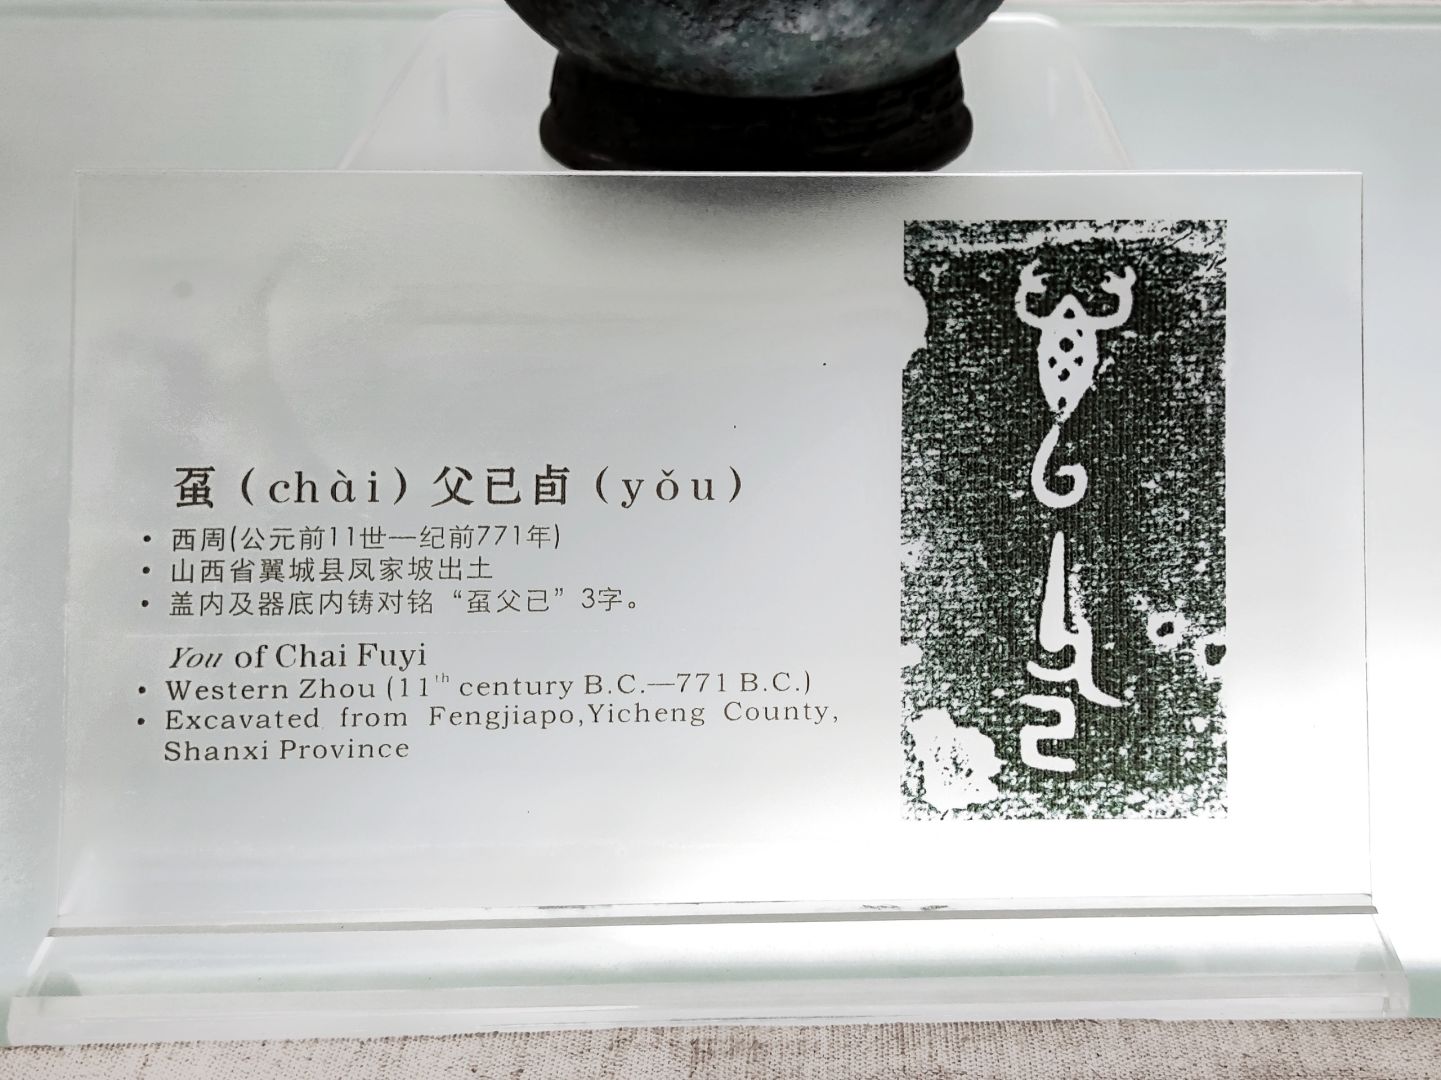 虿（chài）父已卣（yǒu）
• 西周(公元前11世—纪前771年)
• 山西省翼城县凤家坡出土
• 盖内及器底内铸对铭“虿父已”3字。
You of Chai Fuyi
• Western Zhou (11th century B.C.—771 B.C.)
• Excavated from Fengjiapo,Yicheng County,
Shanxi Province